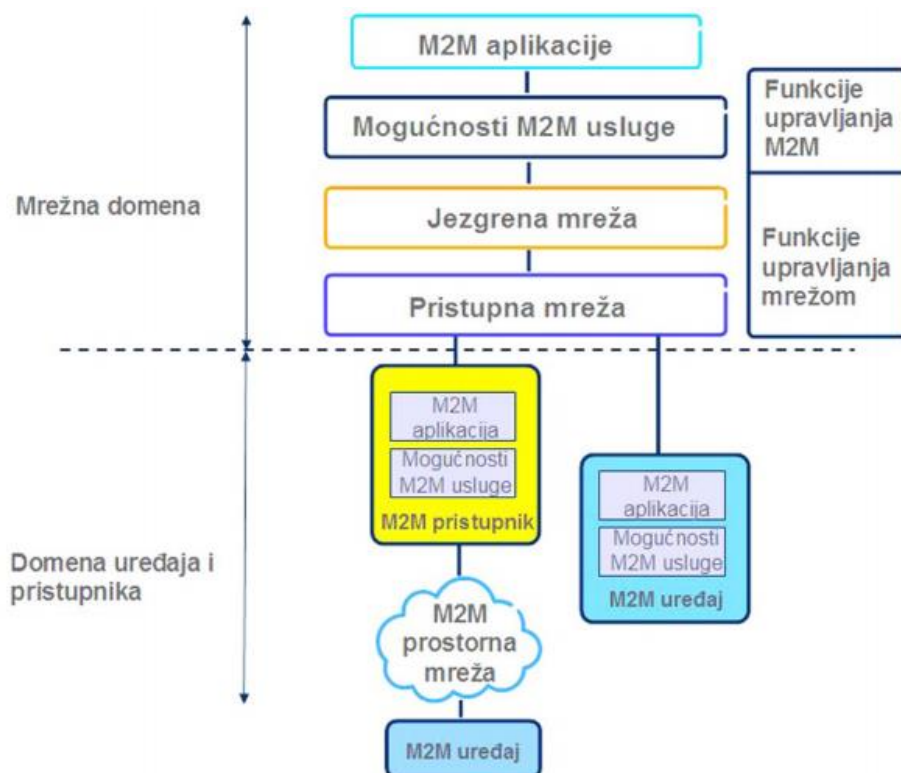 M2M aplikacije
Mogućnosti M2M usluge
Funkcije
upravljanja
M2M
Mrežna domena
Jezgrena mreža
Funkcije
upravljanja
mrežom
Pristupna mreža
M2M
aplikacija
Mogućnosti
M2M usluge
M2M pristupnik
M2M
aplikacija
Mogućnosti
M2M usluge
M2M uređaj
Domena uređaja i
pristupnika
M2M
prostorna
mreža
M2M uređaj